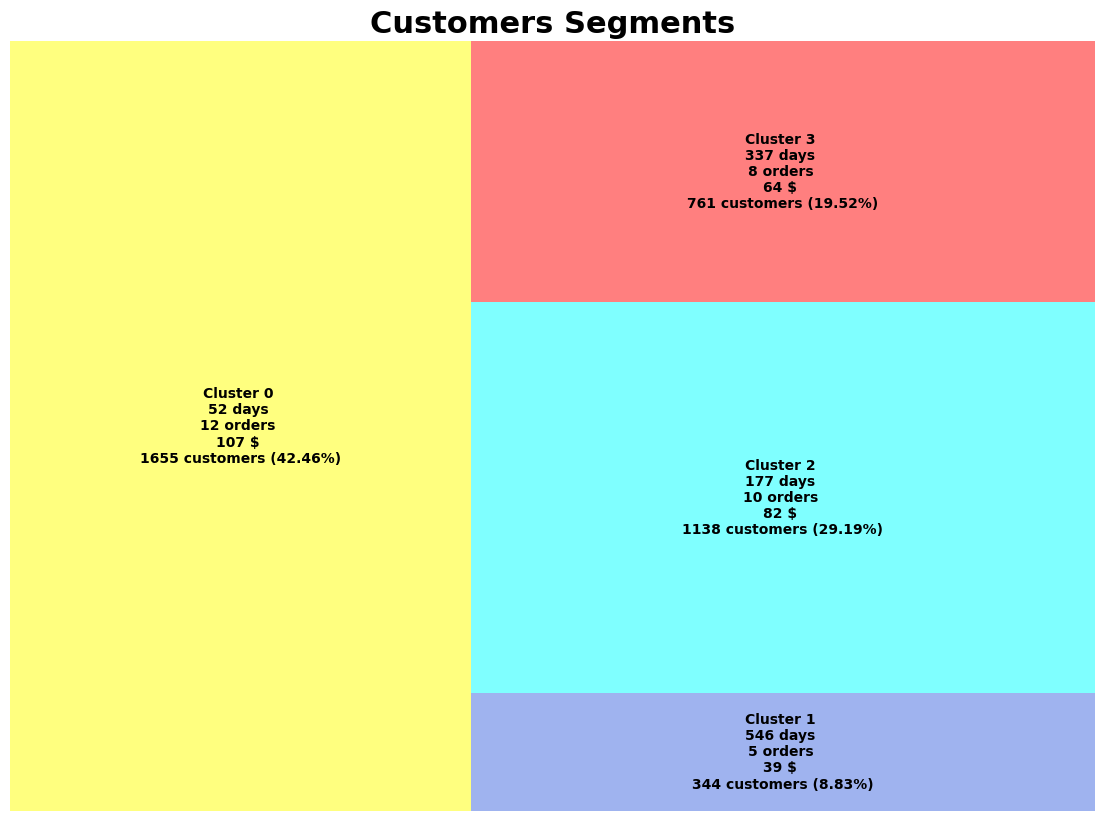 Customers Segments
Cluster 3
337 days
8 orders
64 $
761 customers (19.52%)
Cluster 0
52 days
12 orders
107 $
1655 customers (42.46%)
Cluster 2
177 days
10 orders
82 $
1138 customers (29.19%)
Cluster 1
546 days
5 orders
39 $
344 customers (8.83%)